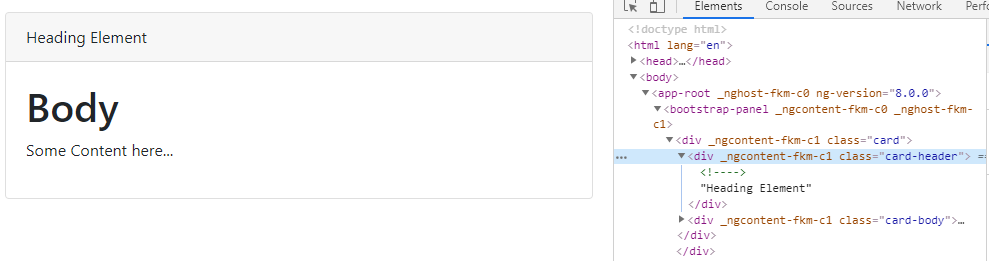 Heading Element
Body
Some Content here...
Elements Console Sources Network
<!doctype html>
<html lang="en">
<head>…</head>
<body>
<app-root _nghost-fkm-c0 ng-version="8.0.0">
<bootstrap-panel _ngcontent-fkm-c0 _nghost-fkm-
c1>
<div _ngcontent-fkm-c1 class="card">
<div _ngcontent-fkm-c1 class="card-header"> ==
<!---->
"Heading Element"
</div>
<div _ngcontent-fkm-c1 class="card-body">…
</div>
</div>